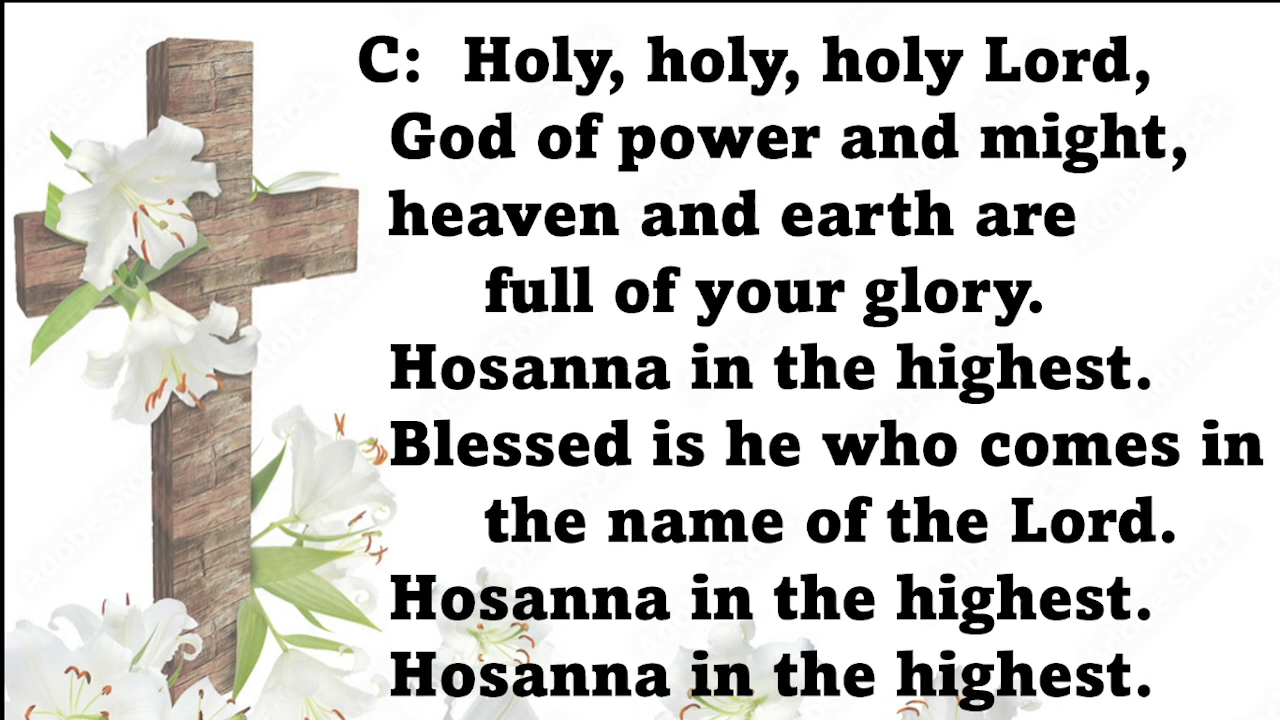 C: Holy, holy, holy Lord,
God of power and might,
heaven and earth are
full of your glory.
Hosanna in the highest.
Blessed is he who comes in
the name of the Lord.
Hosanna in the highest.
Hosanna in the highest.